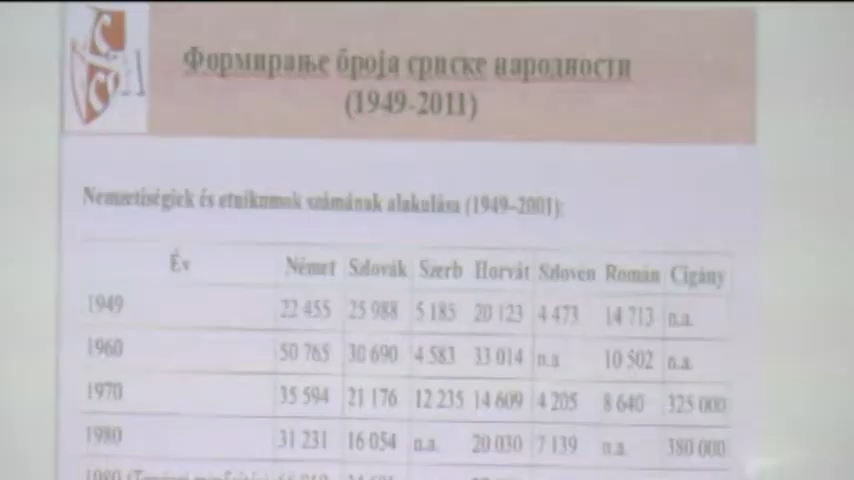 Формирање броја српске народности
(1949-2011)
Nemzetiségiek és etnikumok számának alakulása (1949–2001):
Év Német Szlovák Szerb Horvát Szloven Román Cigány
1949 22 455 25 988 5 185 20 123 4 473 14 713 n.a.
1960 50 765 30 690 4 583 33 014 n.a. 10 502 n.a.
1970 35 594 21 176 12 235 14 609 4 205 8 640 325 000
1980 31 231 16 054 n.a. 20 030 7 139 n.a. 380 000
1980